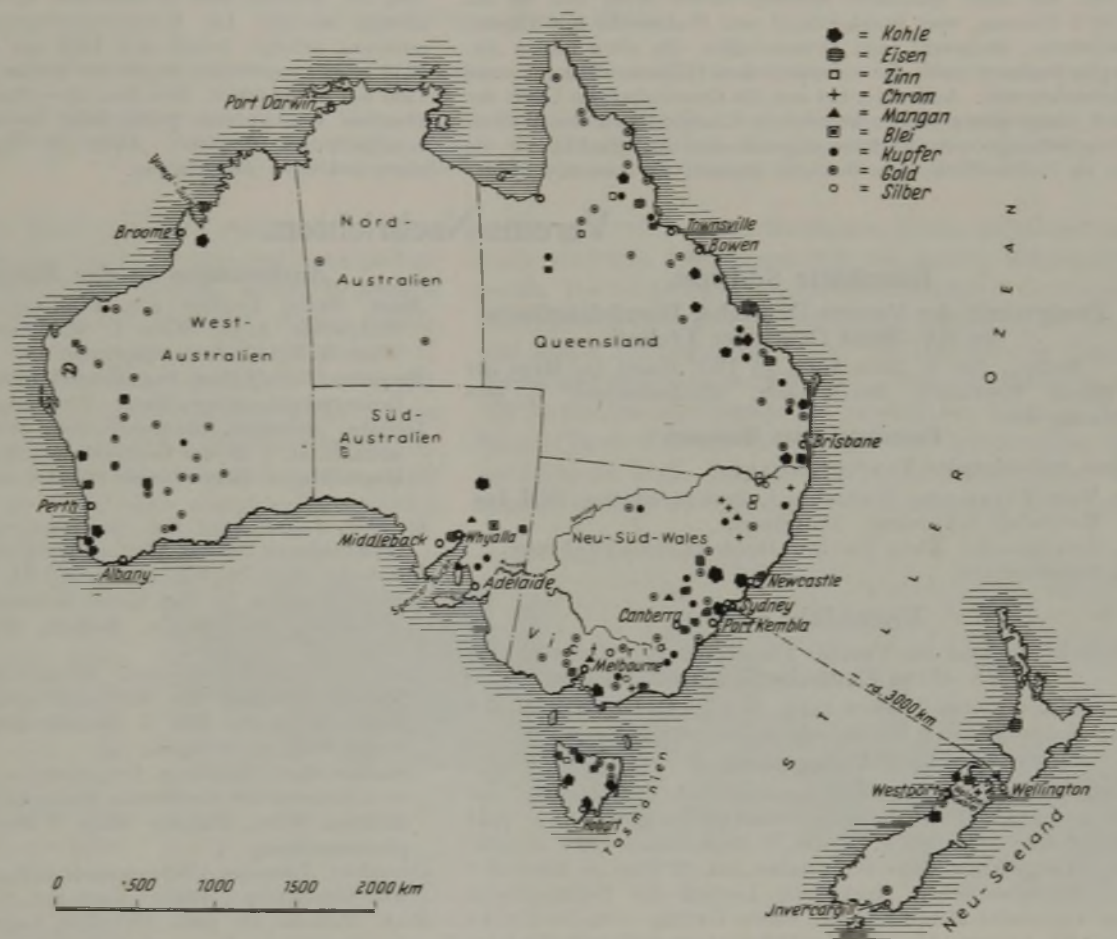 = Kohle
= Eisen
= Zinn
= Chrom
= Mangan
= Blei
= Kupfer
= Gold
= Silber
Port Darwin
Broome
Nord-
Australien
Townsville
Bowen
West-
Australien
Queensland
Süd-
Australien
Brisbane
Perth
Albany
Middleback
Whyalla
Adelaide
Neu-Süd-Wales
Newcastle
Sydney
Port Kembla
Canberra
Victoria
Melbourne
STILLER OZEAN
rd. 3000 km
Hobart
Tasmanien
Westport
Wellington
Jnvercargill
Neu-Seeland
0 500 1000 1500 2000 km